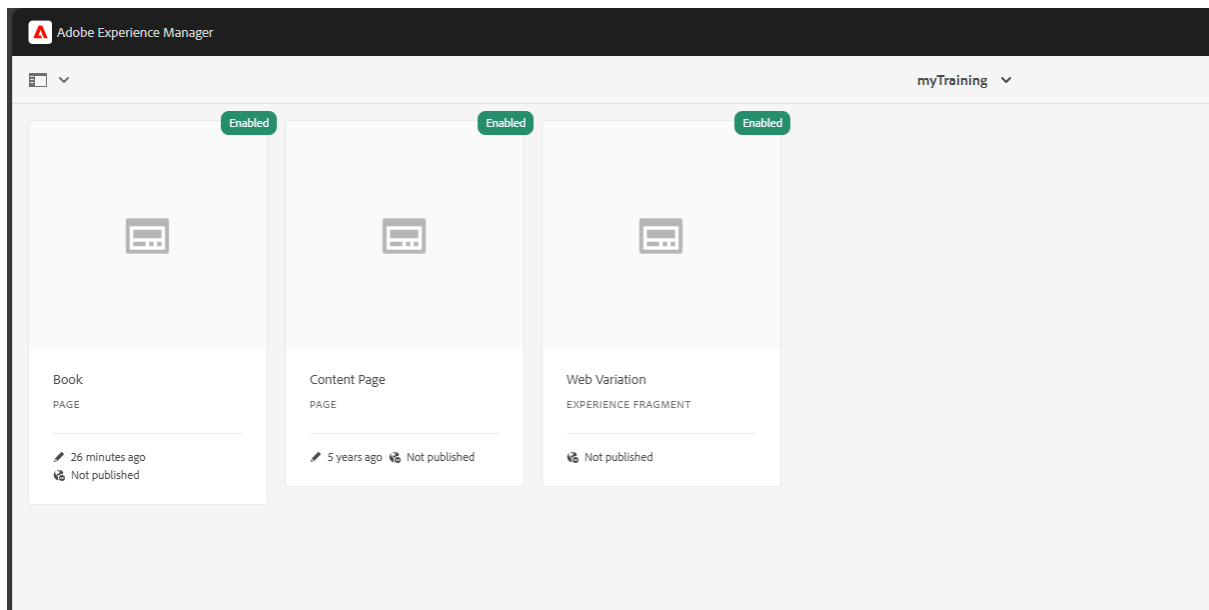 Adobe Experience Manager
myTraining
Enabled
Enabled
Enabled
Book
PAGE
26 minutes ago
Not published
Content Page
PAGE
5 years ago Not published
Web Variation
EXPERIENCE FRAGMENT
Not published